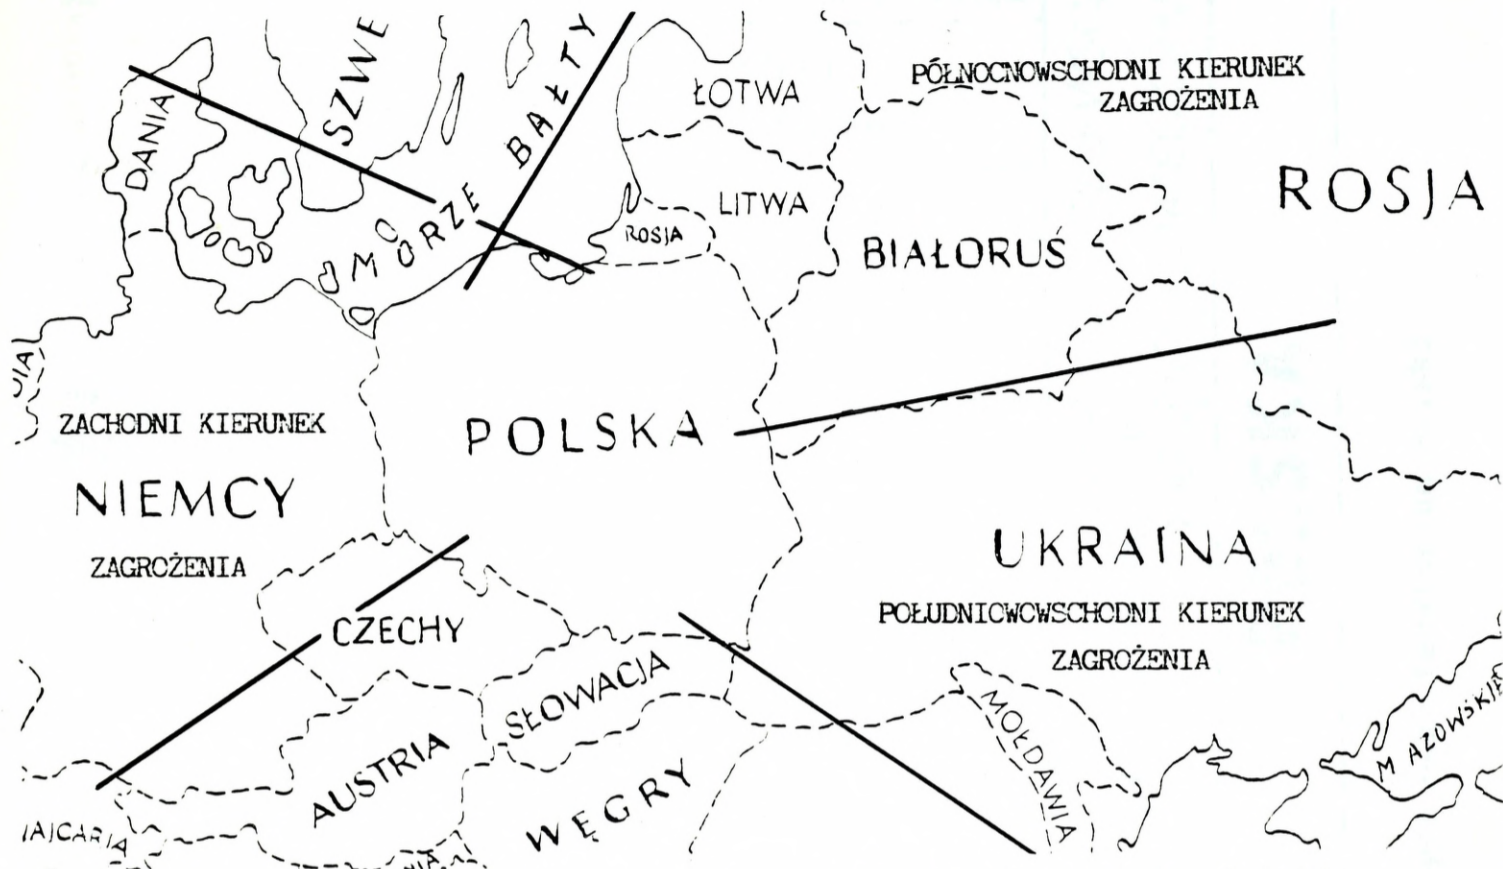 SZWE
BAŁTY
ŁOTWA
PÓŁNOCNOWSCHODNI KIERUNEK
ZAGROŻENIA
DANIA
ROSJA
LITWA
MORZE
ROSJA
BIAŁORUŚ
ZACHODNI KIERUNEK
POLSKA
NIEMCY
UKRAINA
ZAGROŻENIA
POŁUDNIOWOWSCHODNI KIERUNEK
CZECHY
ZAGROŻENIA
SŁOWACJA
MOŁDAWIA
M AZOWSKIE
AUSTRIA
WĘGRY